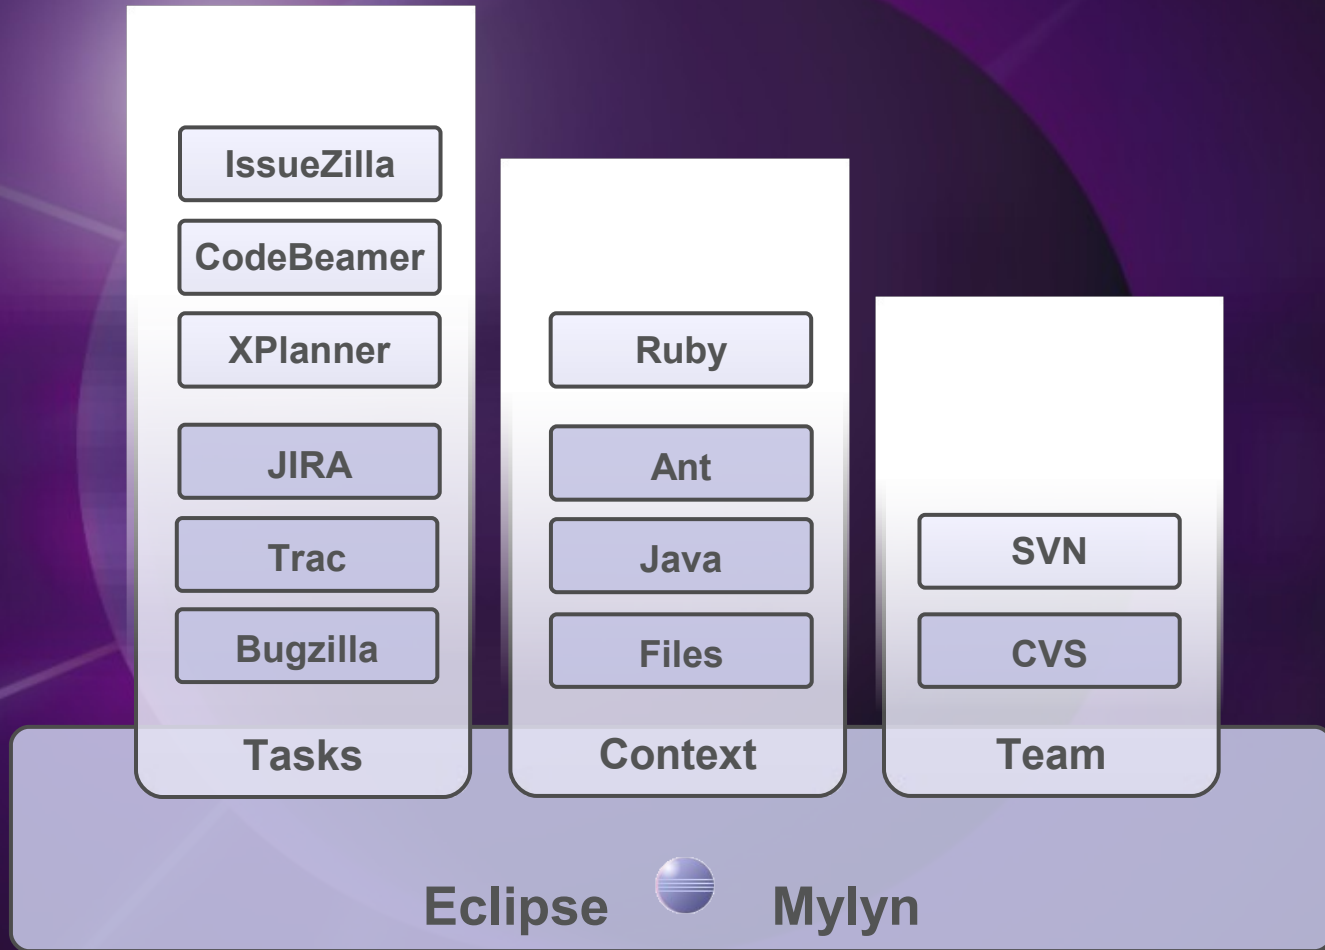 IssueZilla
CodeBeamer
XPlanner
JIRA
Trac
Bugzilla
Tasks
Ruby
Ant
Java
Files
Context
SVN
CVS
Team
Eclipse Mylyn